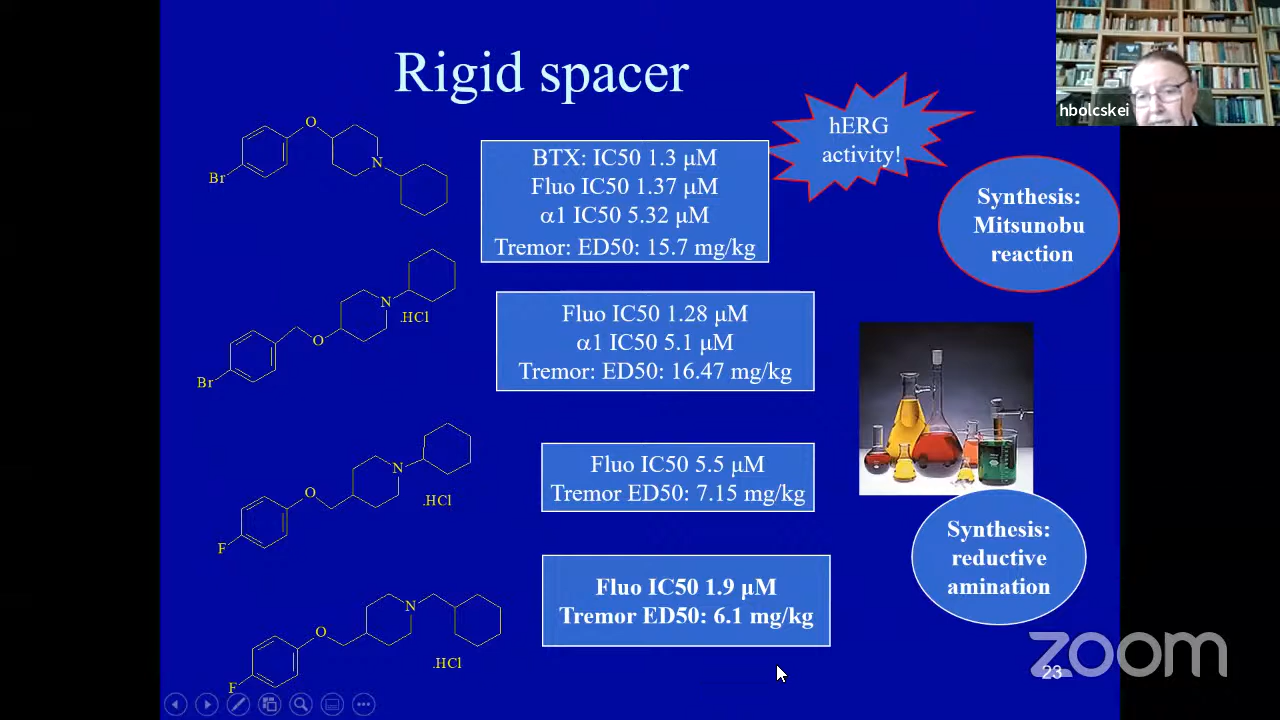 Rigid spacer
hbolcskei
hERG
activity!
BTX: IC50 1.3 μM
Fluo IC50 1.37 μM
α1 IC50 5.32 μM
Tremor: ED50: 15.7 mg/kg
Synthesis:
Mitsunobu
reaction
O
N
Br
Fluo IC50 1.28 μM
α1 IC50 5.1 μM
Tremor: ED50: 16.47 mg/kg
N
.HCl
O
Br
Fluo IC50 5.5 μM
Tremor ED50: 7.15 mg/kg
N
O
.HCl
F
Synthesis:
reductive
amination
Fluo IC50 1.9 μM
Tremor ED50: 6.1 mg/kg
N
O
.HCl
F
zoom
23